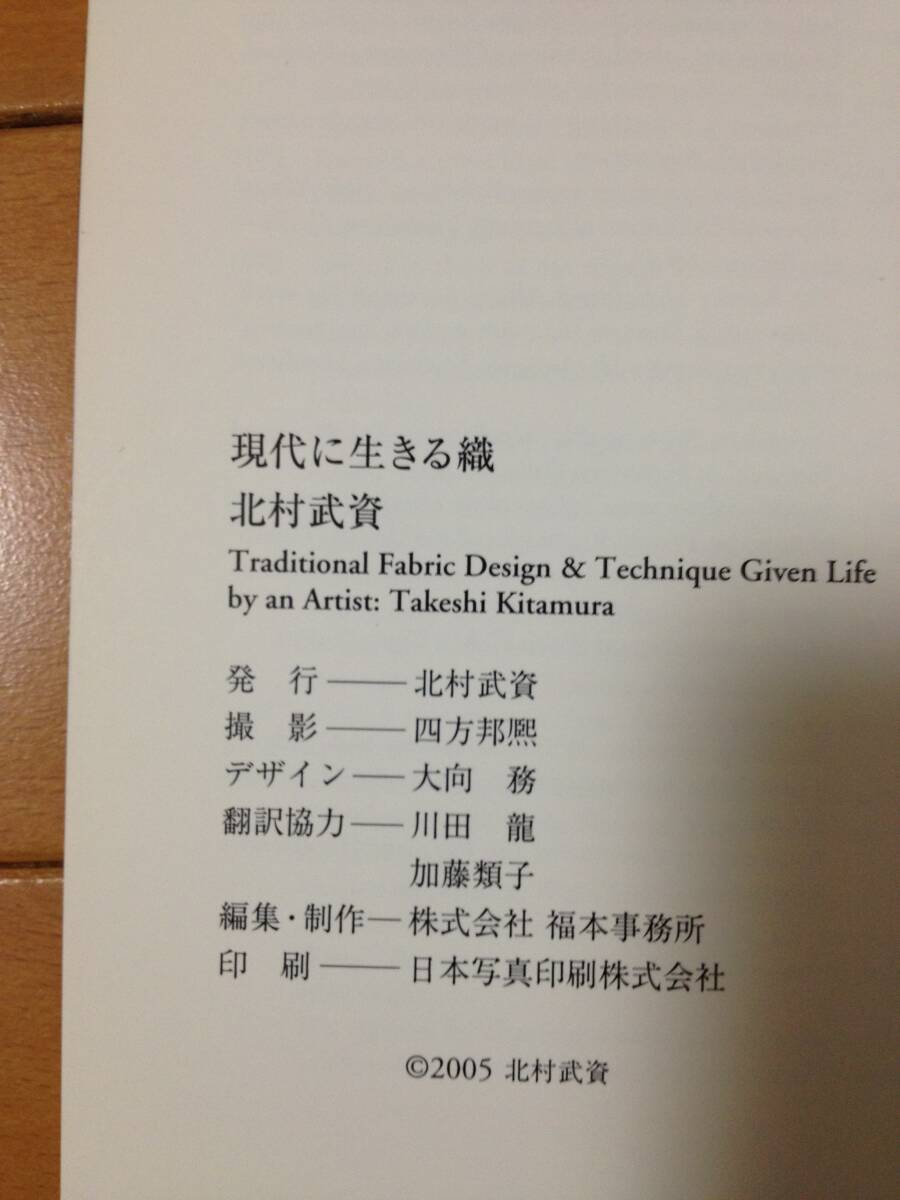 現代に生きる織
北村武資
Traditional Fabric Design & Technique Given Life
by an Artist: Takeshi Kitamura
発　行――北村武資
撮　影――四方邦熈
デザイン―大向　務
翻訳協力―川田　龍
加藤類子
編集・制作―株式会社 福本事務所
印　刷――日本写真印刷株式会社
©2005 北村武資